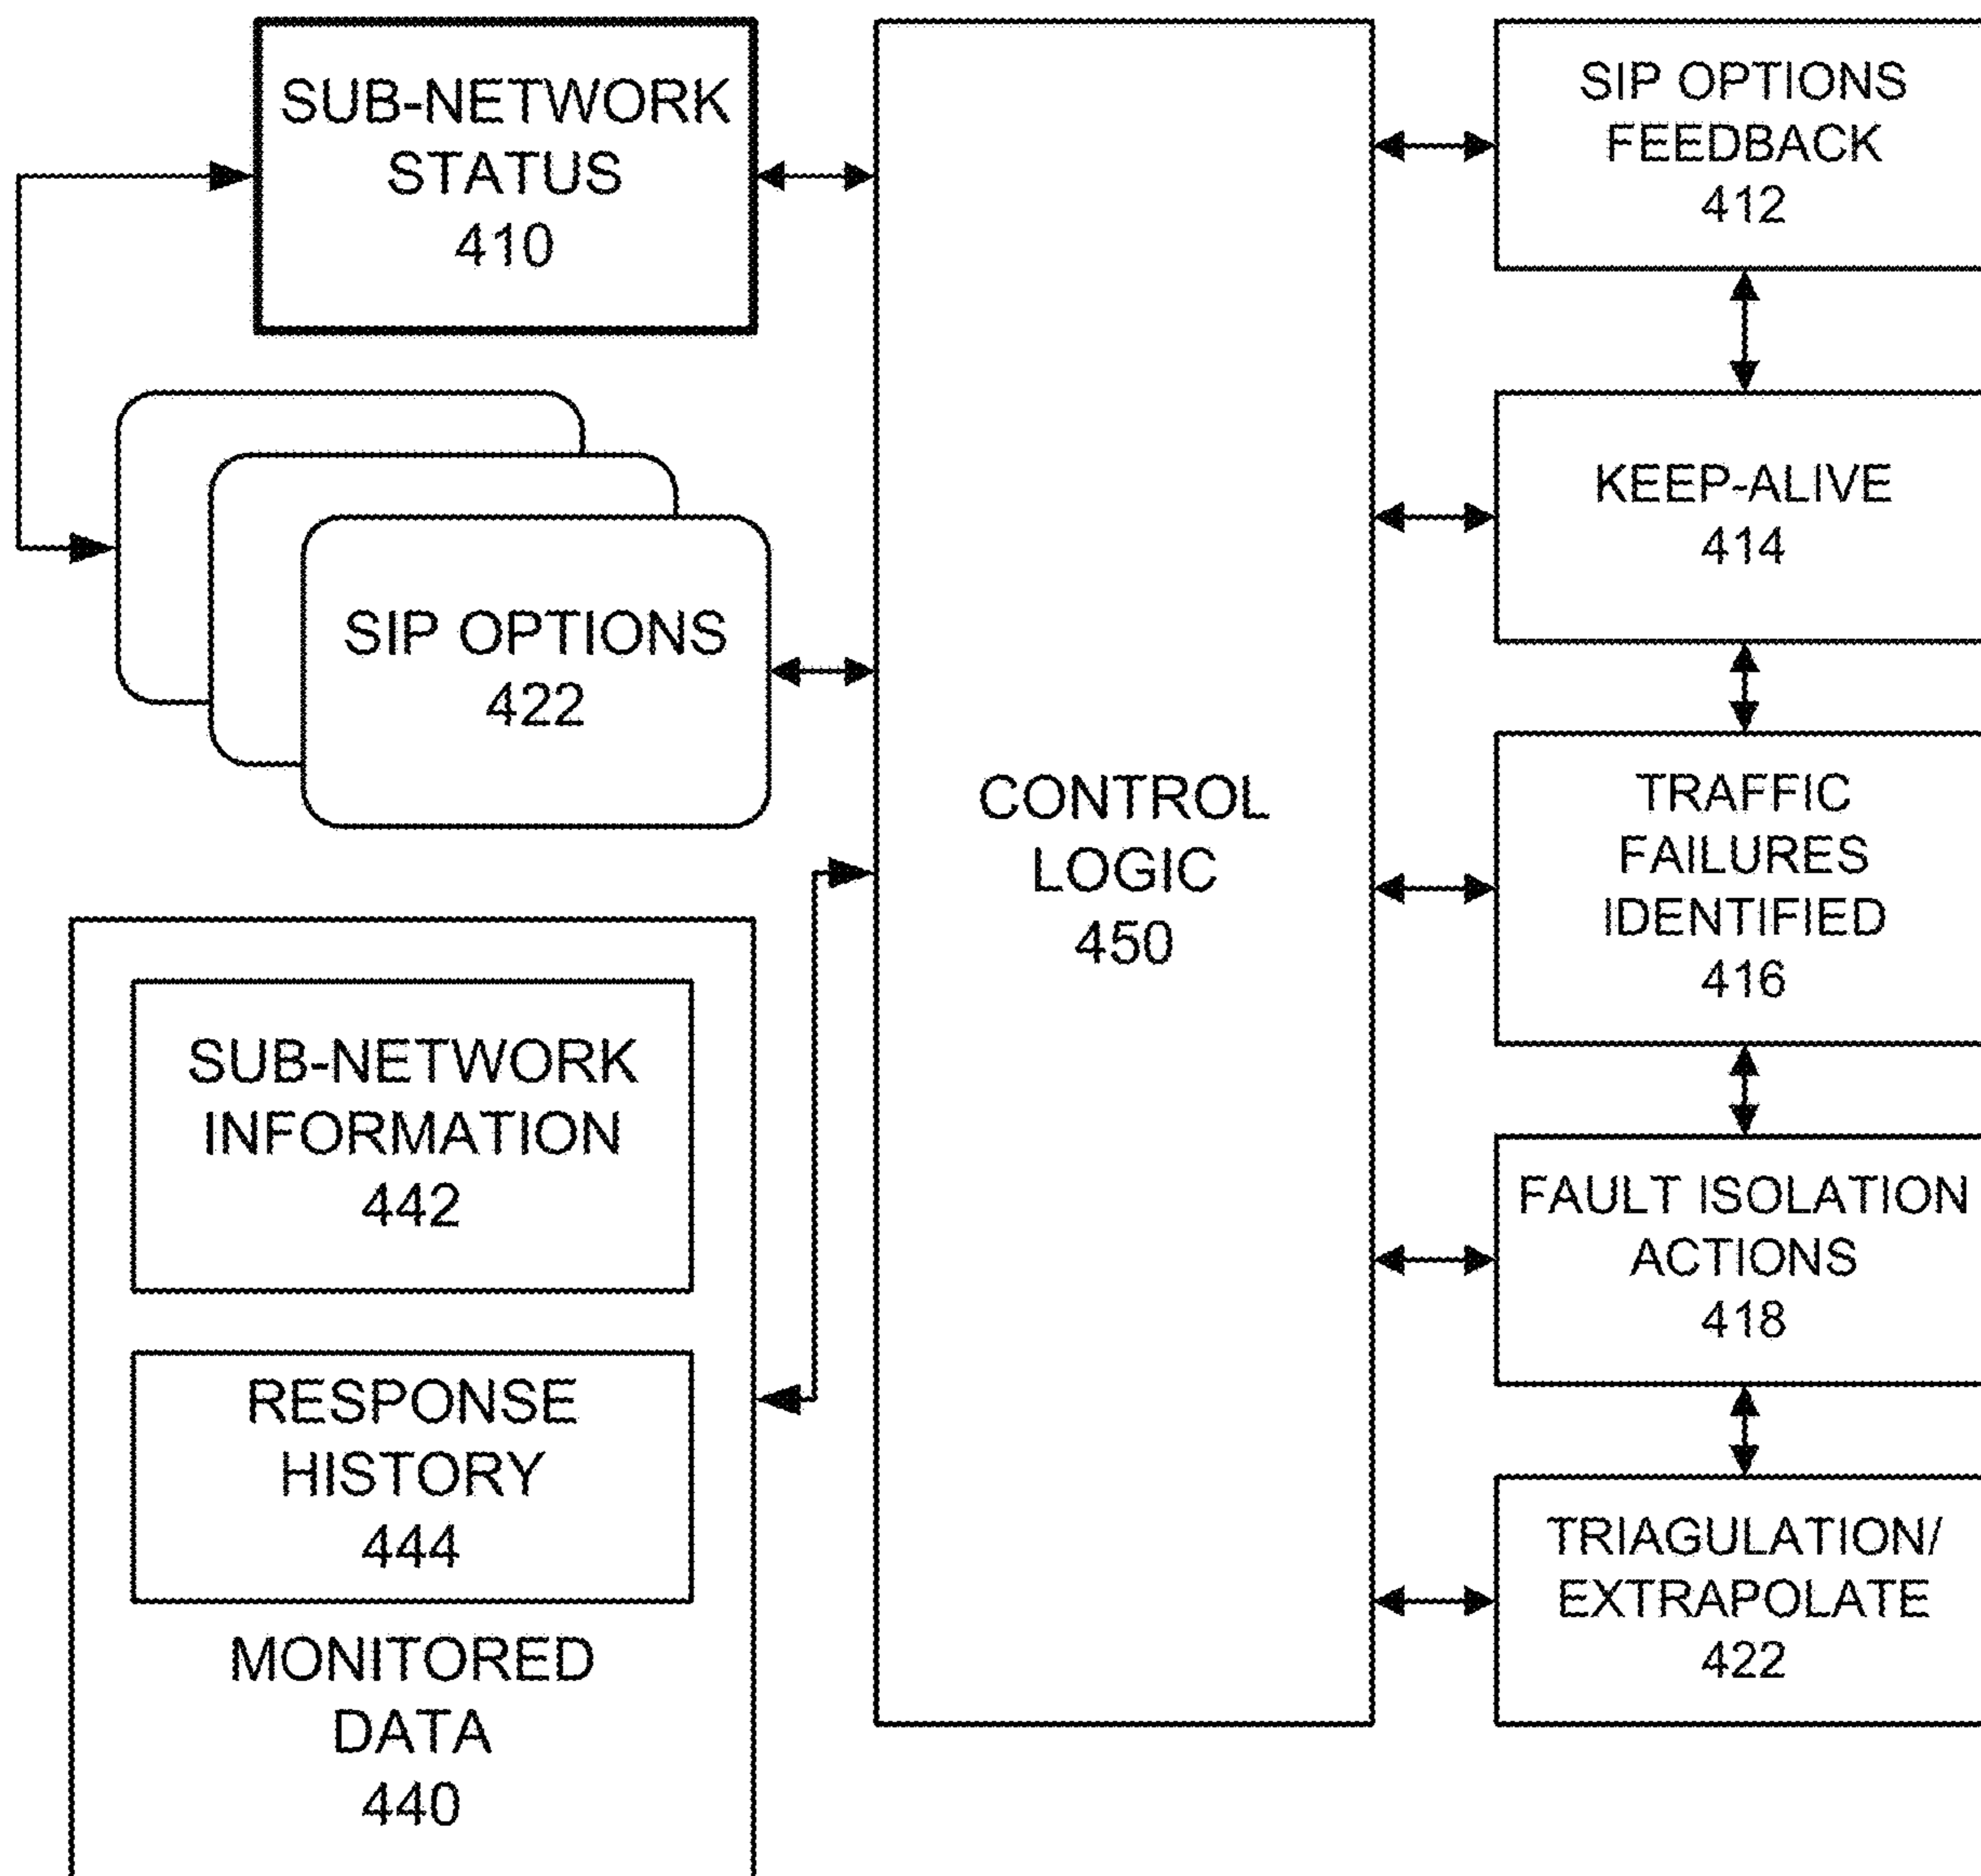 SUB-NETWORK
STATUS
410
SIP OPTIONS
422
SUB-NETWORK
INFORMATION
442
RESPONSE
HISTORY
444
MONITORED
DATA
440
CONTROL
LOGIC
450
SIP OPTIONS
FEEDBACK
412
KEEP-ALIVE
414
TRAFFIC
FAILURES
IDENTIFIED
416
FAULT ISOLATION
ACTIONS
418
TRIAGULATION/
EXTRAPOLATE
422